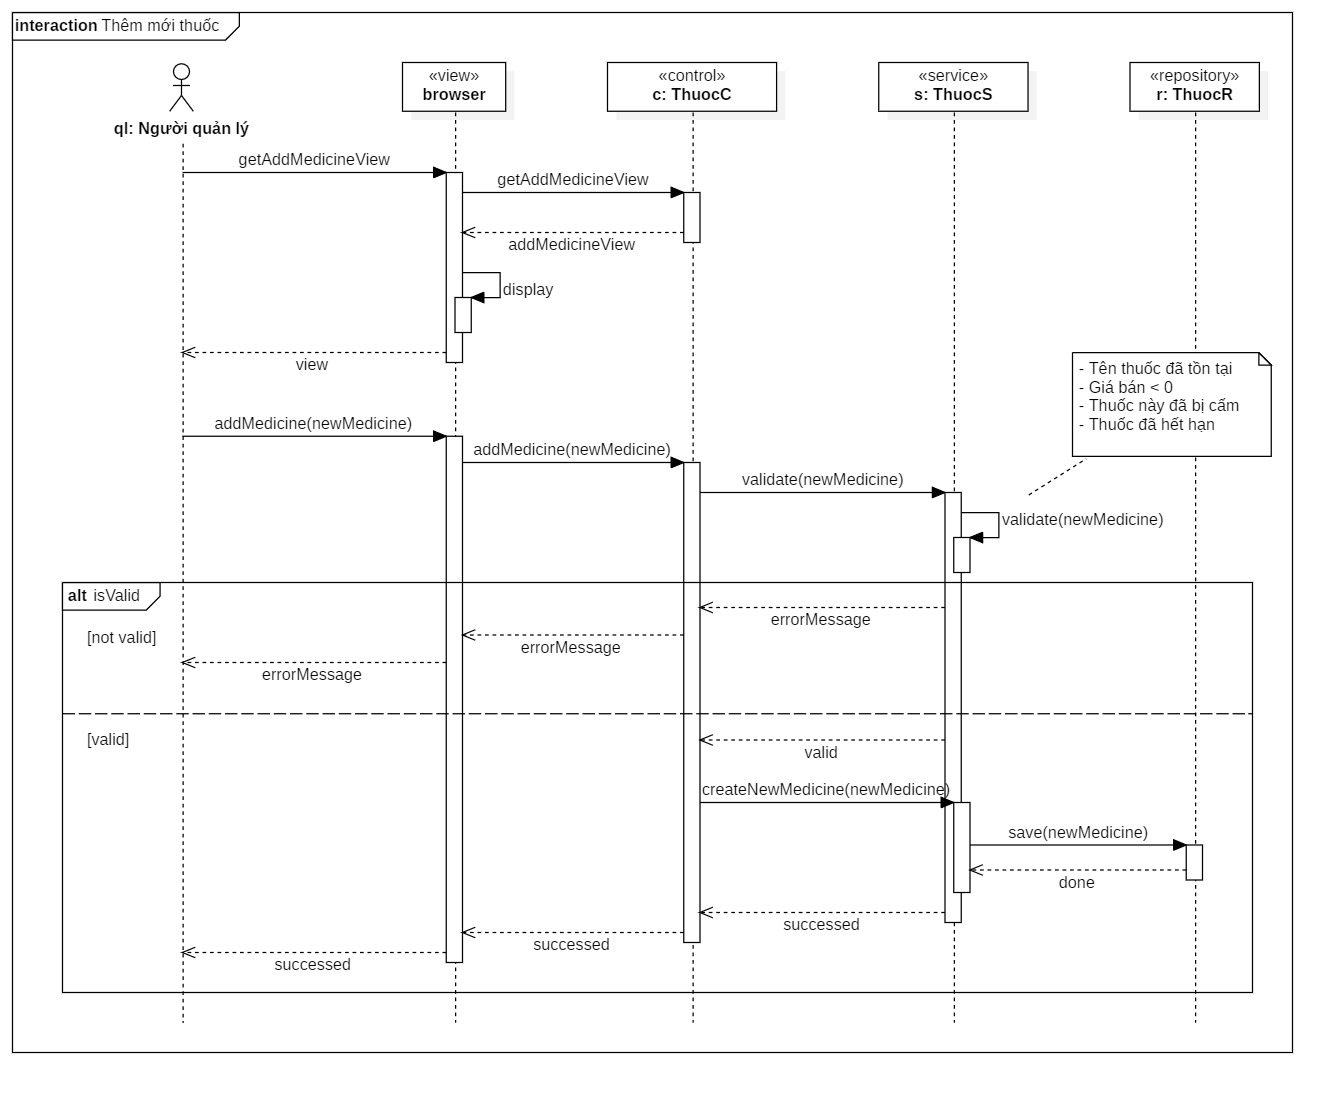 interaction Thêm mới thuốc
«view»
browser
«control»
c: ThuocC
«service»
s: ThuocS
«repository»
r: ThuocR
ql: Người quản lý
getAddMedicineView
getAddMedicineView
addMedicineView
display
view
- Tên thuốc đã tồn tại
- Giá bán < 0
- Thuốc này đã bị cấm
- Thuốc đã hết hạn
addMedicine(newMedicine)
addMedicine(newMedicine)
validate(newMedicine)
validate(newMedicine)
alt isValid
errorMessage
[not valid]
errorMessage
errorMessage
[valid]
valid
createNewMedicine(newMedicine)
save(newMedicine)
done
successed
successed
successed